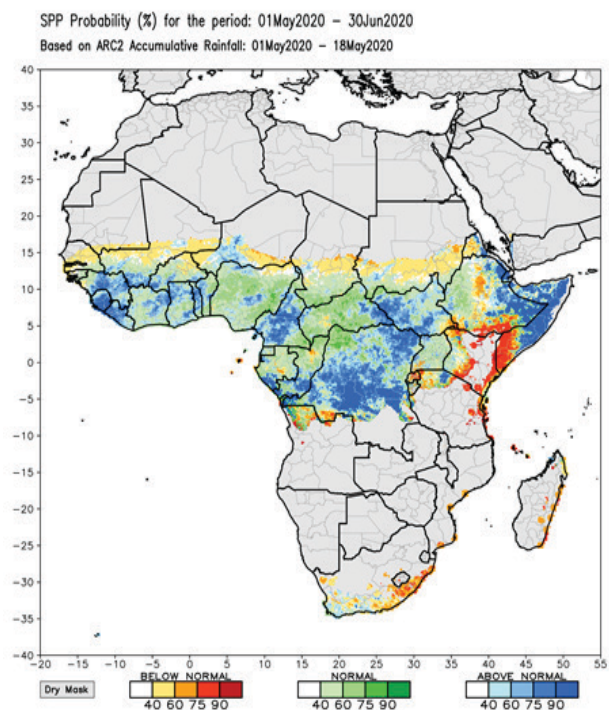 SPP Probability (%) for the period: 01May2020 – 30Jun2020
Based on ARC2 Accumulative Rainfall: 01May2020 – 18May2020
40
35
30
25
20
15
10
5
0
−5
−10
−15
−20
−25
−30
−35
−40
−20 −15 −10 −5 0 5 10 15 20 25 30 35 40 45 50 55
BELOW NORMAL NORMAL ABOVE NORMAL
Dry Mask
40 60 75 90 40 60 75 90 40 60 75 90